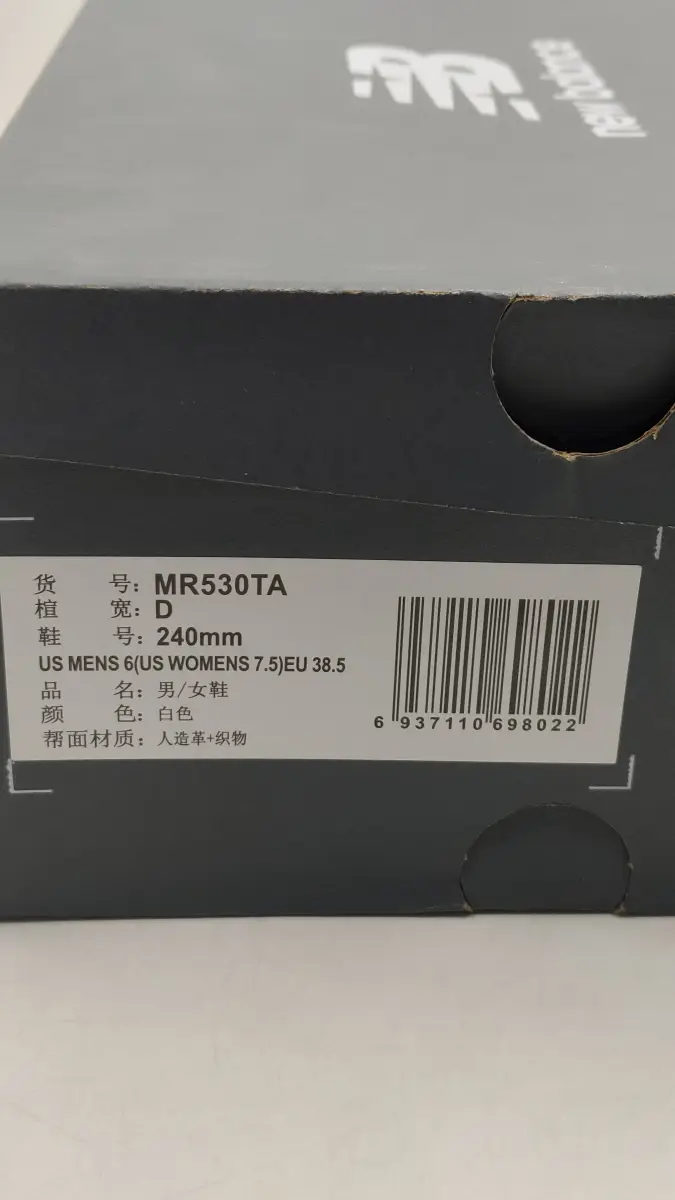 new balance
货 号：MR530TA
楦 宽：D
鞋 号：240mm
US MENS 6(US WOMENS 7.5)EU 38.5
品 名：男/女鞋
颜 色：白色
帮面材质：人造革+织物
6 937110 698022